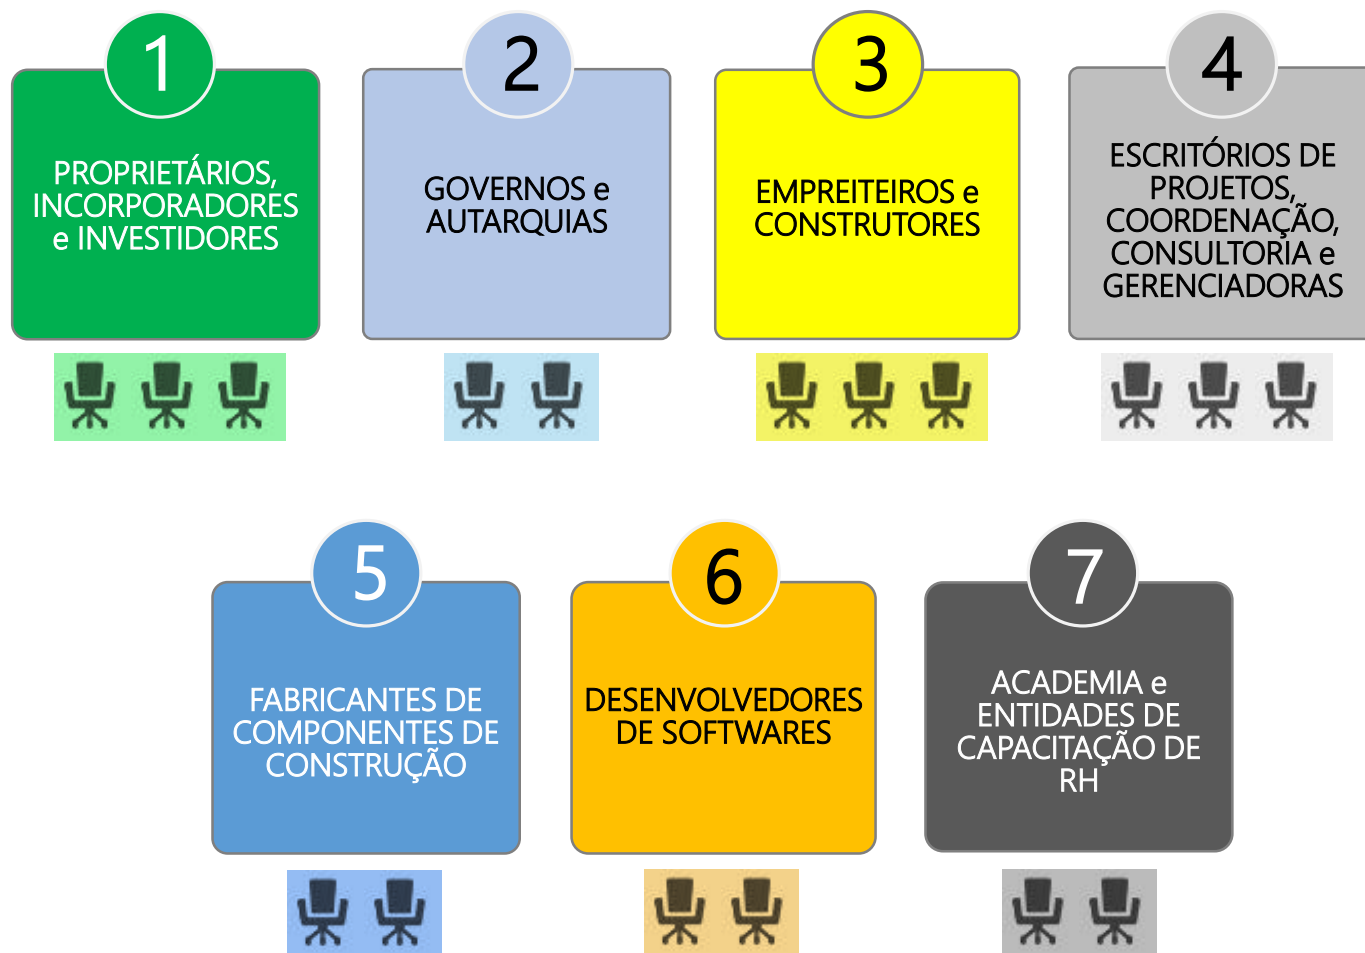 1
PROPRIETÁRIOS,
INCORPORADORES
e INVESTIDORES
2
GOVERNOS e
AUTARQUIAS
3
EMPREITEIROS e
CONSTRUTORES
4
ESCRITÓRIOS DE
PROJETOS,
COORDENAÇÃO,
CONSULTORIA e
GERENCIADORAS
5
FABRICANTES DE
COMPONENTES DE
CONSTRUÇÃO
6
DESENVOLVEDORES
DE SOFTWARES
7
ACADEMIA e
ENTIDADES DE
CAPACITAÇÃO DE
RH